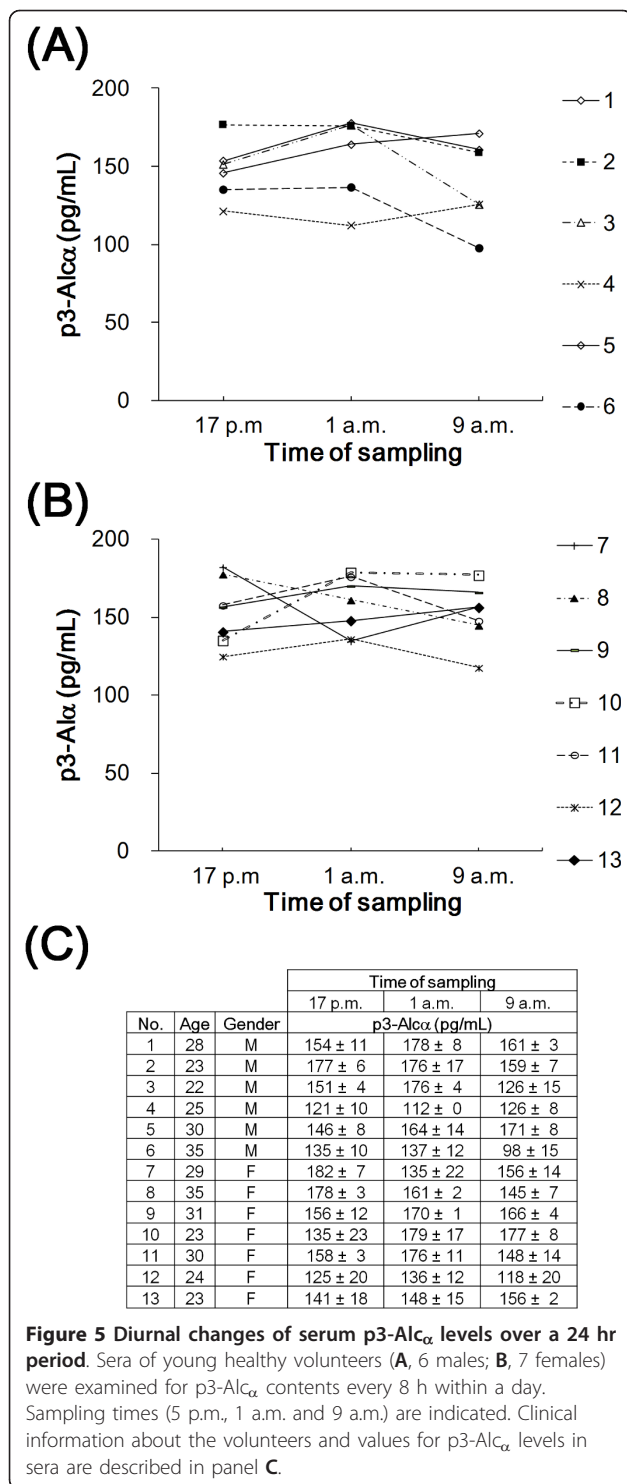 (A)
200
150
100
50
0
p3-Alcα (pg/mL)
17 p.m
1 a.m.
9 a.m.
Time of sampling
1
2
3
4
5
6
(B)
200
150
100
50
0
p3-Alα (pg/mL)
17 p.m
1 a.m.
9 a.m.
Time of sampling
7
8
9
10
11
12
13
(C)
Time of sampling
17 p.m. 1 a.m. 9 a.m.
No. Age Gender p3-Alcα (pg/mL)
1 28 M 154 ± 11 178 ± 8 161 ± 3
2 23 M 177 ± 6 176 ± 17 159 ± 7
3 22 M 151 ± 4 176 ± 4 126 ± 15
4 25 M 121 ± 10 112 ± 0 126 ± 8
5 30 M 146 ± 8 164 ± 14 171 ± 8
6 35 M 135 ± 10 137 ± 12 98 ± 15
7 29 F 182 ± 7 135 ± 22 156 ± 14
8 35 F 178 ± 3 161 ± 2 145 ± 7
9 31 F 156 ± 12 170 ± 1 166 ± 4
10 23 F 135 ± 23 179 ± 17 177 ± 8
11 30 F 158 ± 3 176 ± 11 148 ± 14
12 24 F 125 ± 20 136 ± 12 118 ± 20
13 23 F 141 ± 18 148 ± 15 156 ± 2
Figure 5 Diurnal changes of serum p3-Alcα levels over a 24 hr
period. Sera of young healthy volunteers (A, 6 males; B, 7 females)
were examined for p3-Alcα contents every 8 h within a day.
Sampling times (5 p.m., 1 a.m. and 9 a.m.) are indicated. Clinical
information about the volunteers and values for p3-Alcα levels in
sera are described in panel C.